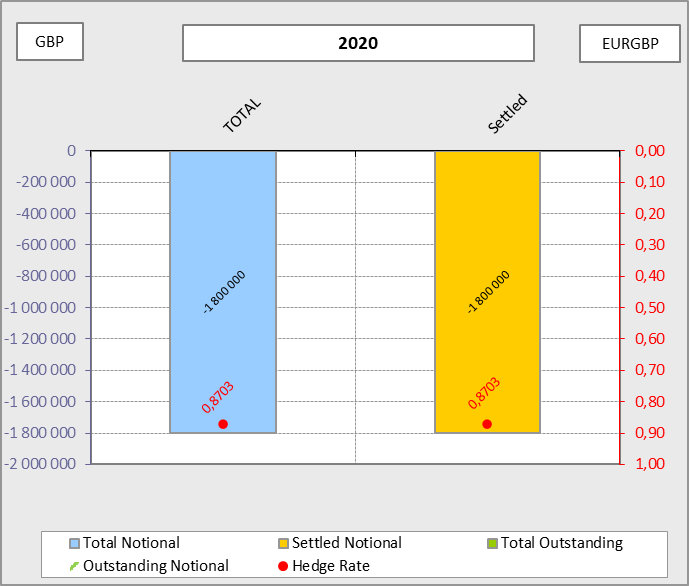 GBP 2020 EURGBP
TOTAL Settled
0 0,00
-200 000 0,10
-400 000 0,20
-600 000 0,30
-800 000 -1 800 000 -1 800 000 0,40
-1 000 000 0,50
-1 200 000 0,60
-1 400 000 0,70
-1 600 000 0,8703 0,8703 0,80
-1 800 000 0,90
-2 000 000 1,00
Total Notional Settled Notional Total Outstanding
Outstanding Notional Hedge Rate